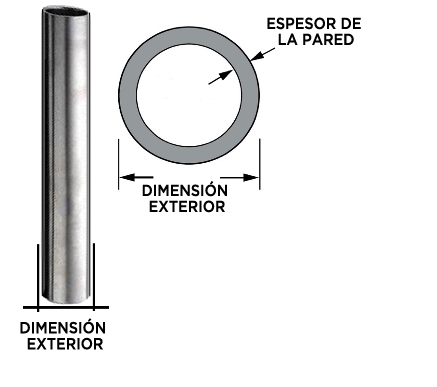 ESPESOR DE
LA PARED
DIMENSIÓN
EXTERIOR
DIMENSIÓN
EXTERIOR